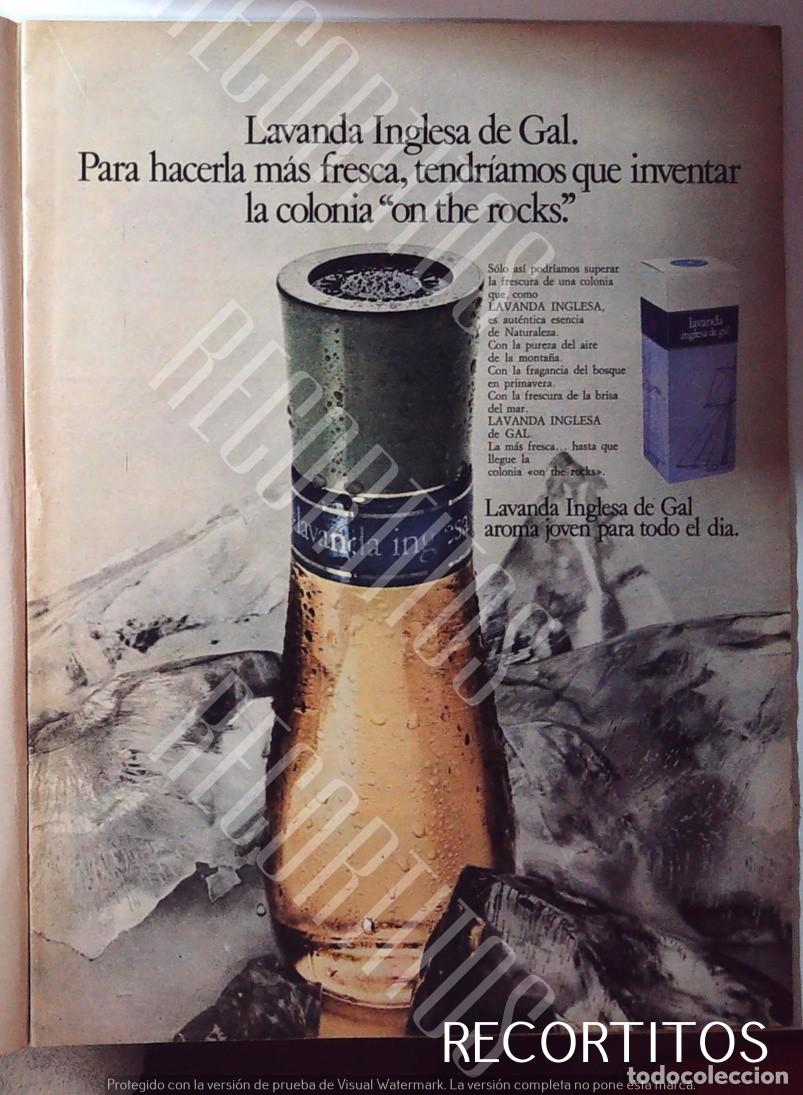 Lavanda Inglesa de Gal.
Para hacerla más fresca, tendríamos que inventar
la colonia "on the rocks".
Sólo así podríamos superar
la frescura de una colonia
que, como
LAVANDA INGLESA,
es auténtica esencia
de Naturaleza.
Con la pureza del aire
de la montaña.
Con la fragancia del bosque
en primavera.
Con la frescura de la brisa
del mar.
LAVANDA INGLESA
de GAL.
La más fresca... hasta que
llegue la
colonia «on the rocks».
lavanda
inglesa de gal
Lavanda Inglesa de Gal
aroma joven para todo el dia.
lavanda inglesa
RECORTITOS
RECORTITOS
RECORTITOS
RECORTITOS
RECORTITOS
todocoleccion
Protegido con la versión de prueba de Visual Watermark. La versión completa no pone esta marca.